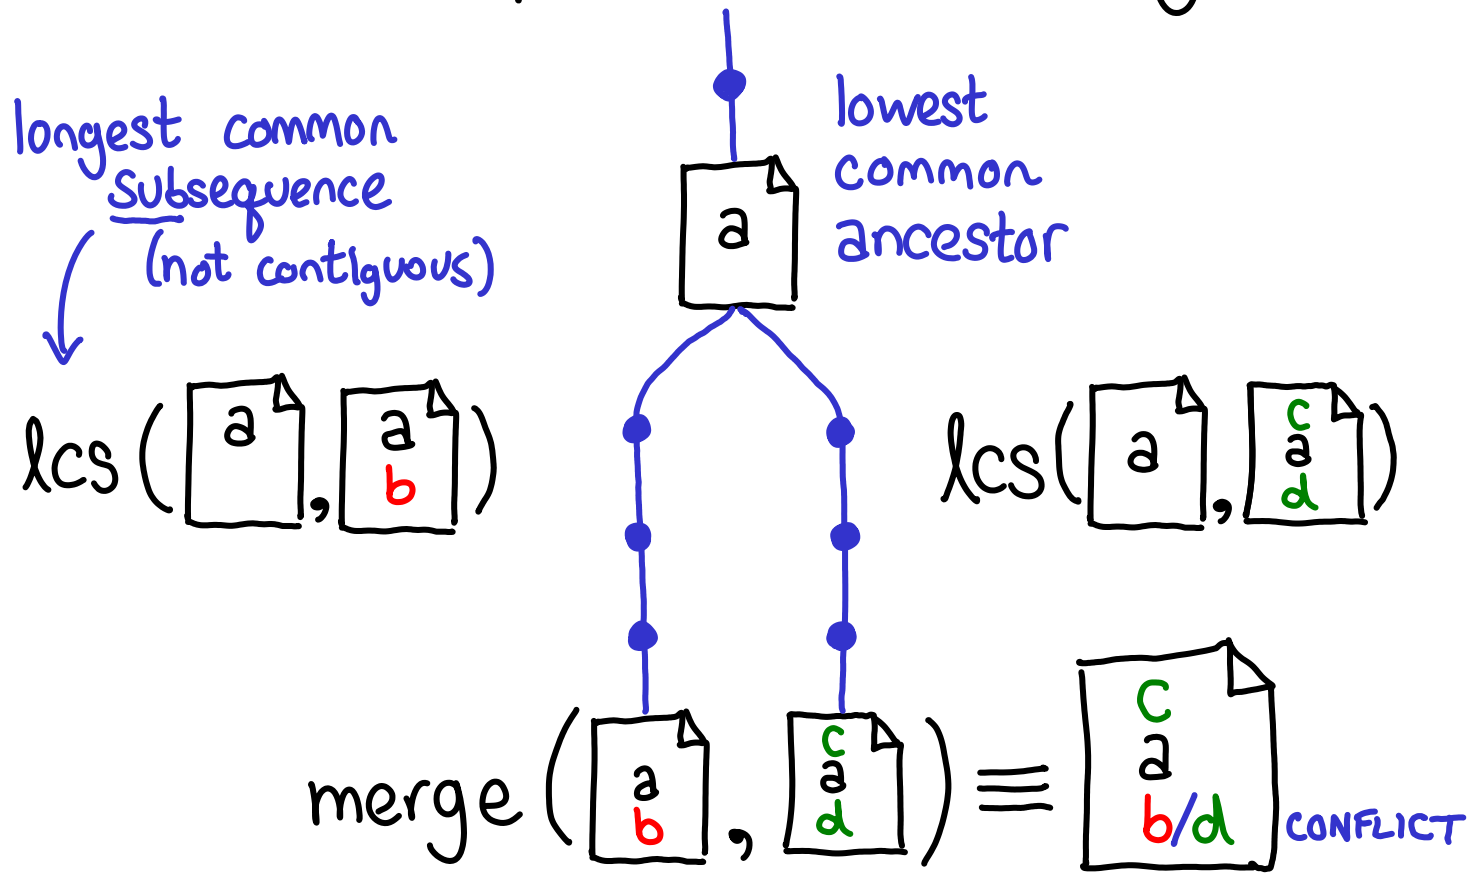 longest common
subsequence
(not contiguous)
lowest
common
ancestor
a
lcs ( a , a
b )
lcs ( a , c
a
d )
merge ( a
b , c
a
d ) ≡ c
a
b/d CONFLICT